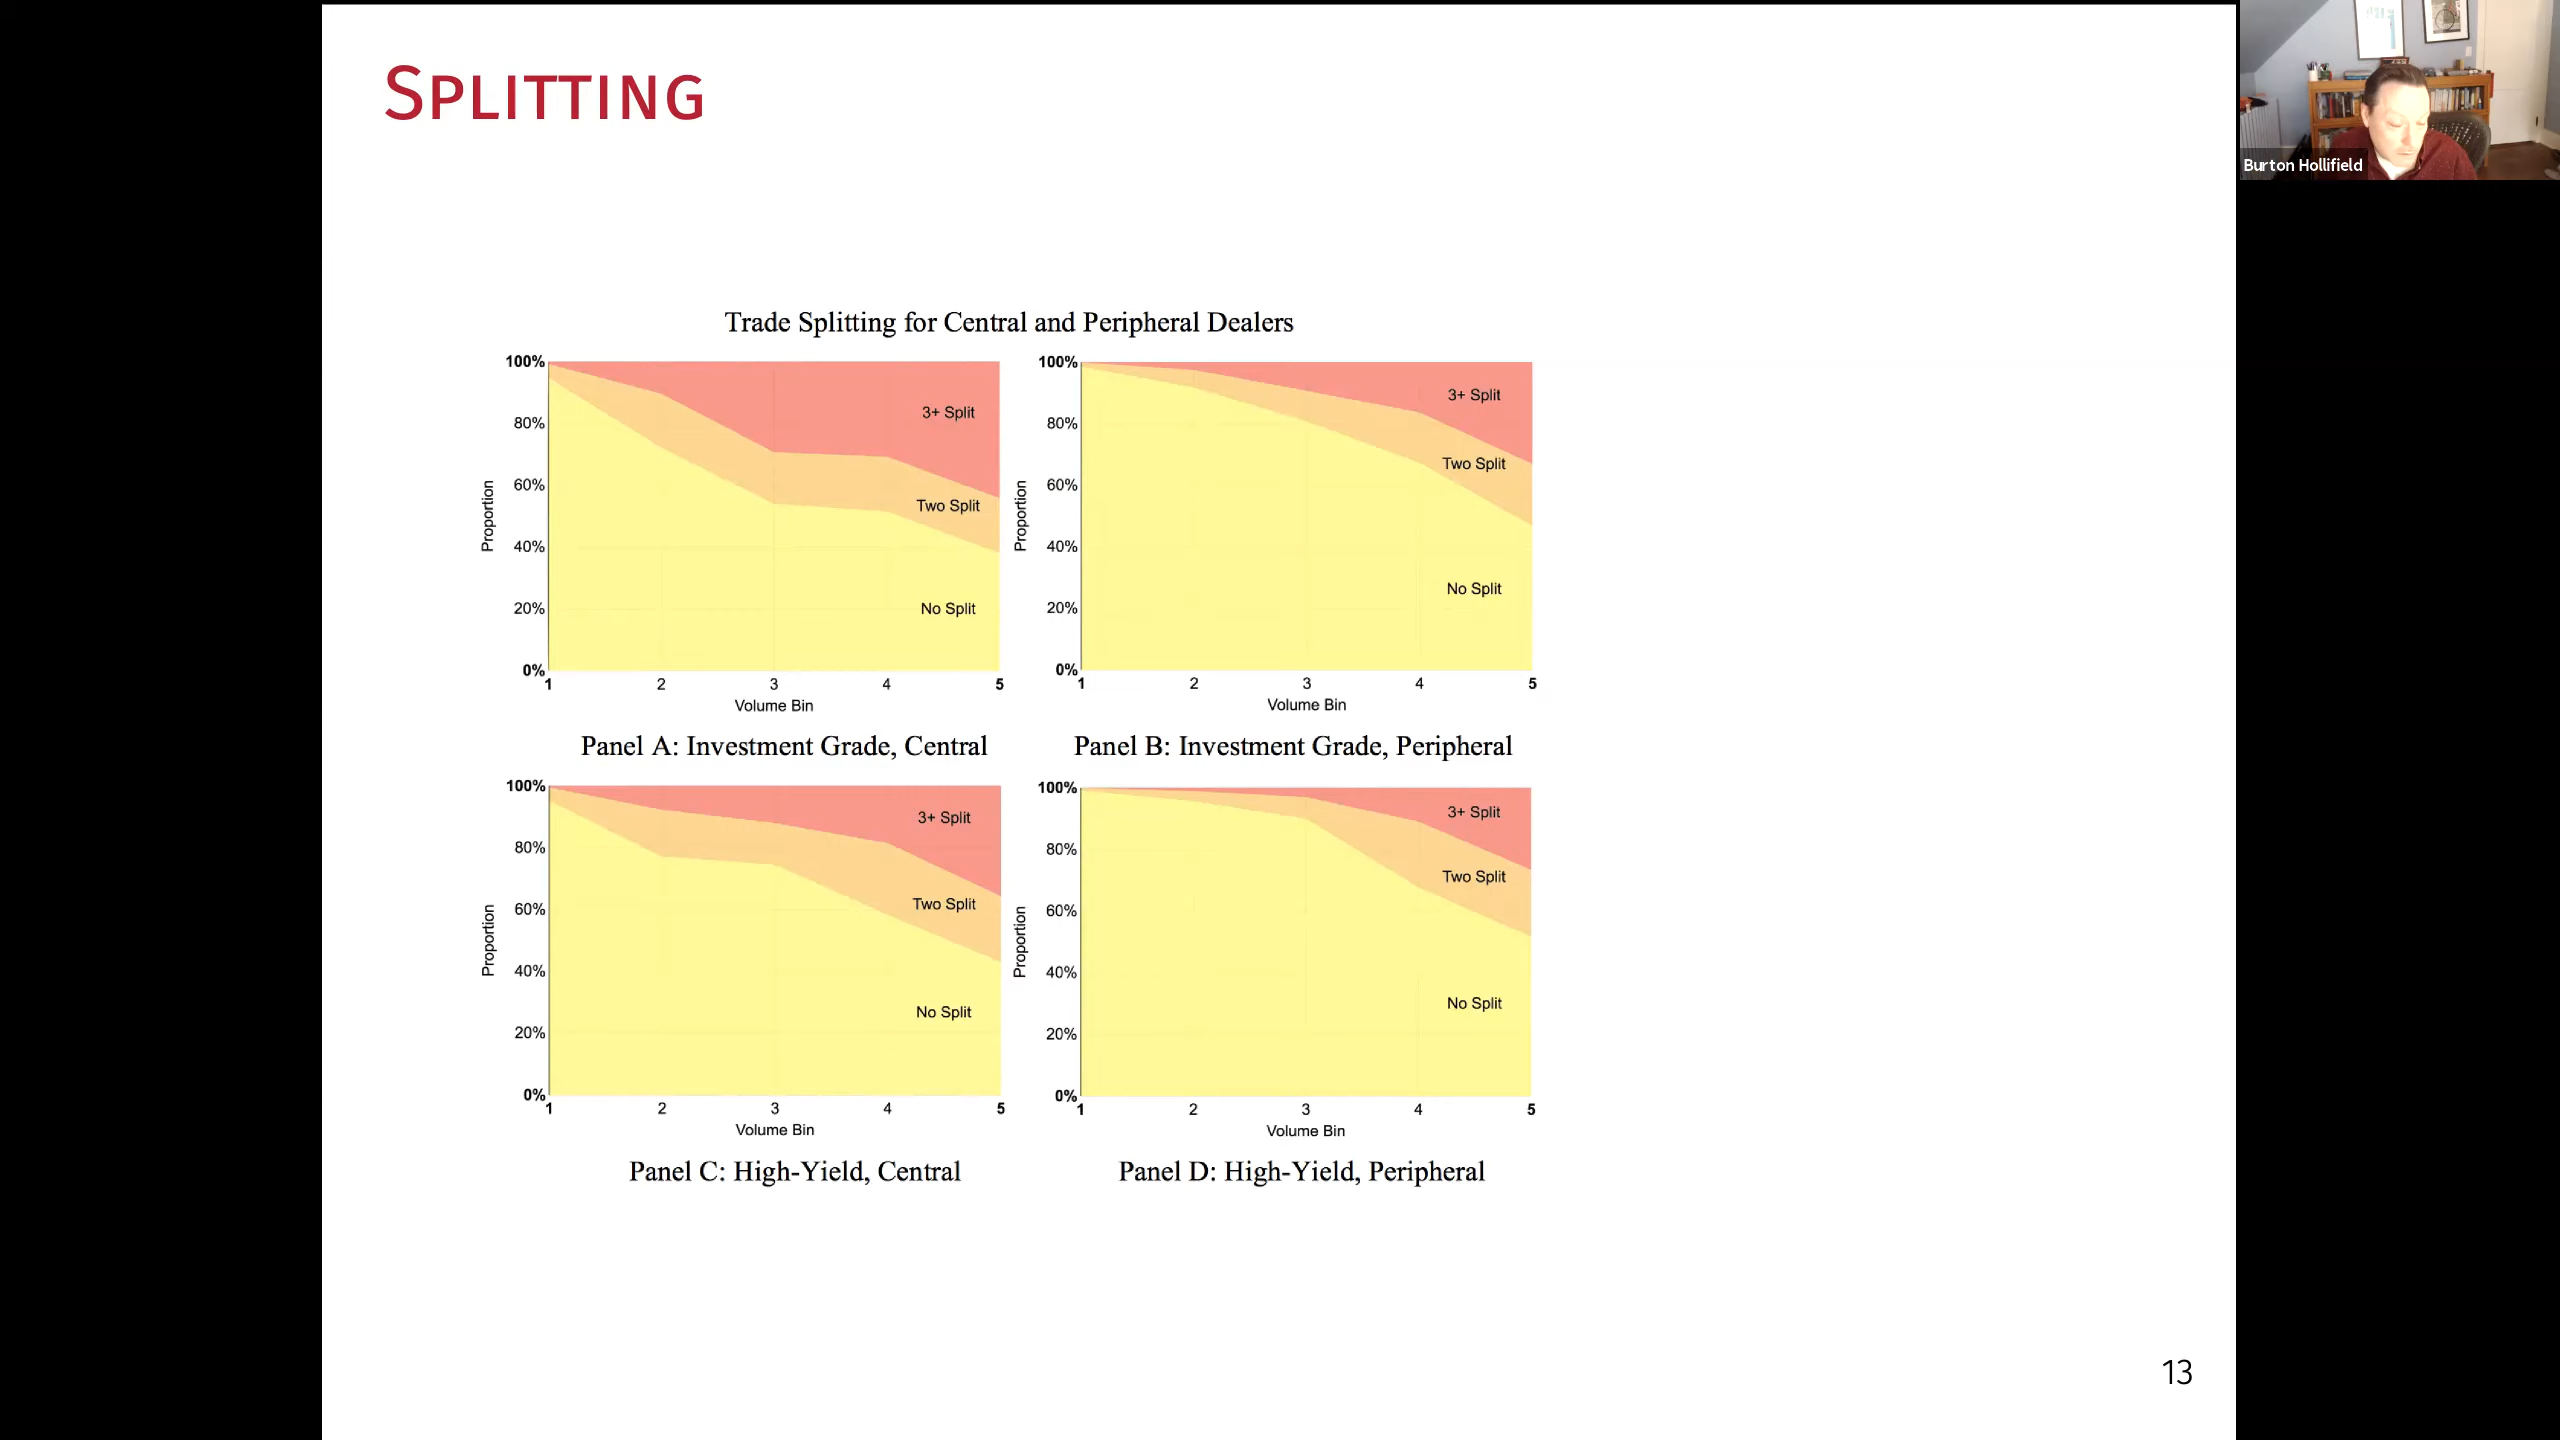 SPLITTING
Burton Hollifield
Trade Splitting for Central and Peripheral Dealers
100%
80%
60%
40%
20%
0%
Proportion
3+ Split
Two Split
No Split
1 2 3 4 5
Volume Bin
Panel A: Investment Grade, Central
100%
80%
60%
40%
20%
0%
Proportion
3+ Split
Two Split
No Split
1 2 3 4 5
Volume Bin
Panel B: Investment Grade, Peripheral
100%
80%
60%
40%
20%
0%
Proportion
3+ Split
Two Split
No Split
1 2 3 4 5
Volume Bin
Panel C: High-Yield, Central
100%
80%
60%
40%
20%
0%
Proportion
3+ Split
Two Split
No Split
1 2 3 4 5
Volume Bin
Panel D: High-Yield, Peripheral
13